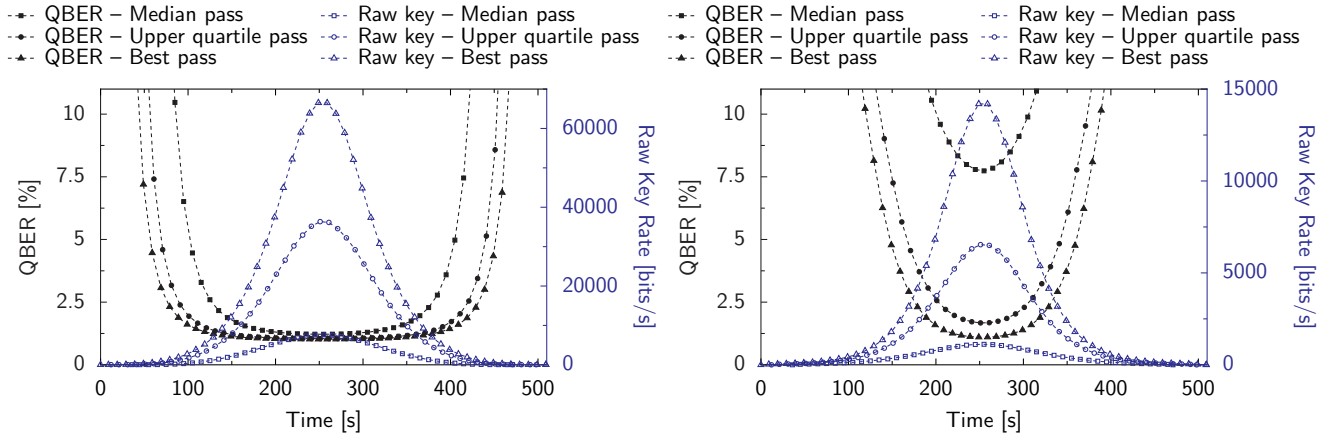 QBER – Median pass
QBER – Upper quartile pass
QBER – Best pass
Raw key – Median pass
Raw key – Upper quartile pass
Raw key – Best pass
10
7.5
5
2.5
0
QBER [%]
0 100 200 300 400 500
Time [s]
60000
40000
20000
0
Raw Key Rate [bits/s]
QBER – Median pass
QBER – Upper quartile pass
QBER – Best pass
Raw key – Median pass
Raw key – Upper quartile pass
Raw key – Best pass
10
7.5
5
2.5
0
QBER [%]
0 100 200 300 400 500
Time [s]
15000
10000
5000
0
Raw Key Rate [bits/s]